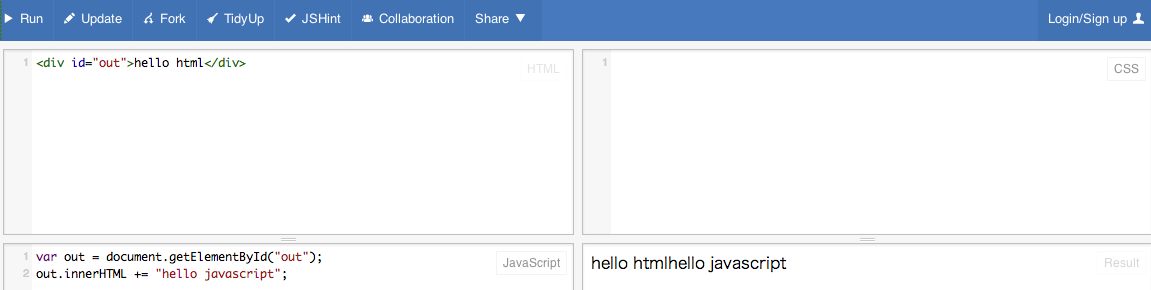 Run Update Fork TidyUp JSHint Collaboration Share Login/Sign up
1 <div id="out">hello html</div>
HTML
1
CSS
1 var out = document.getElementById("out");
2 out.innerHTML += "hello javascript";
JavaScript
hello htmlhello javascript
Result